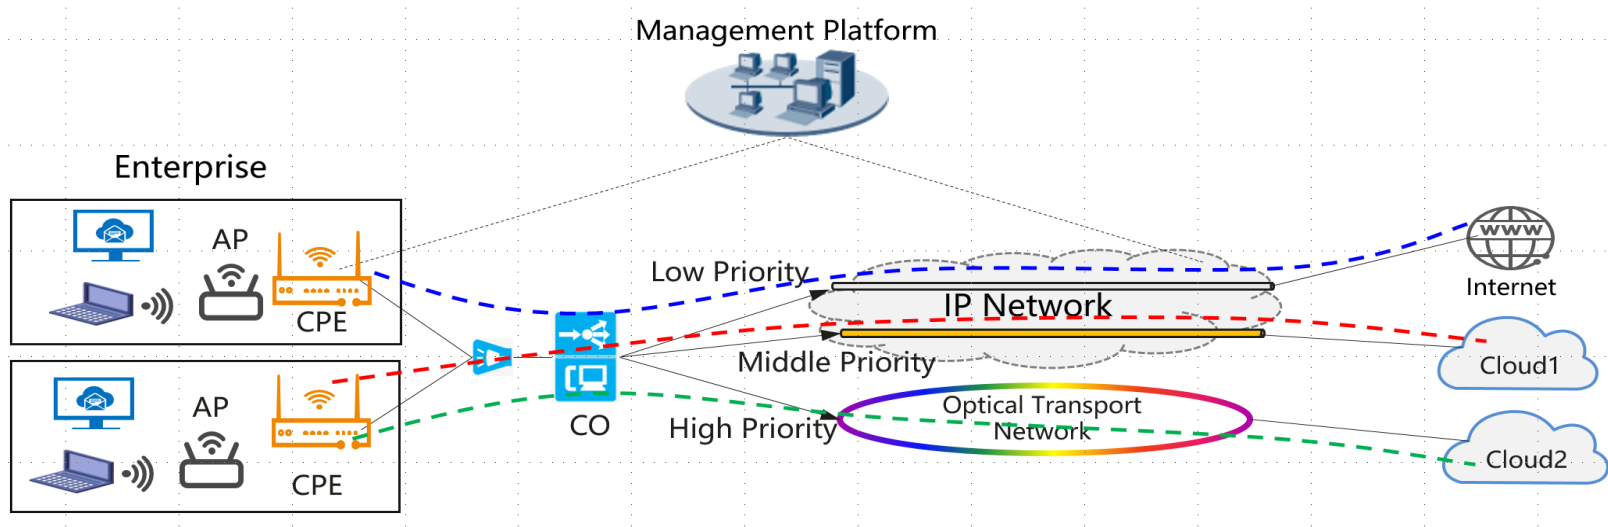 Management Platform
Enterprise
AP
CPE
Low Priority
IP Network
WWW
Internet
Middle Priority
Cloud1
AP
CPE
CO
High Priority
Optical Transport
Network
Cloud2